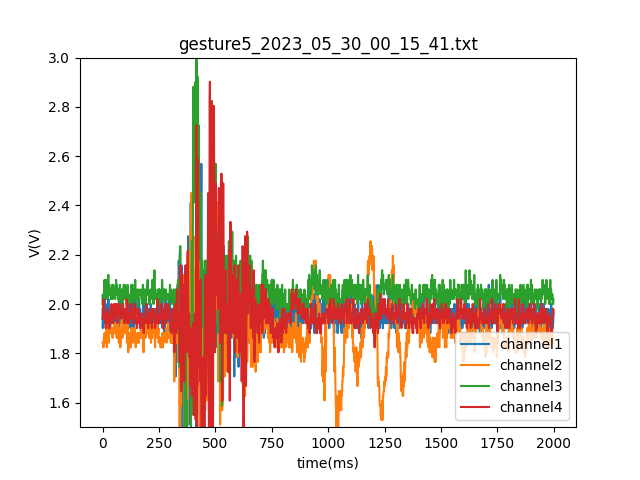 gesture5_2023_05_30_00_15_41.txt
3.0
2.8
2.6
2.4
2.2
2.0
1.8
1.6
V(V)
channel1
channel2
channel3
channel4
0 250 500 750 1000 1250 1500 1750 2000
time(ms)